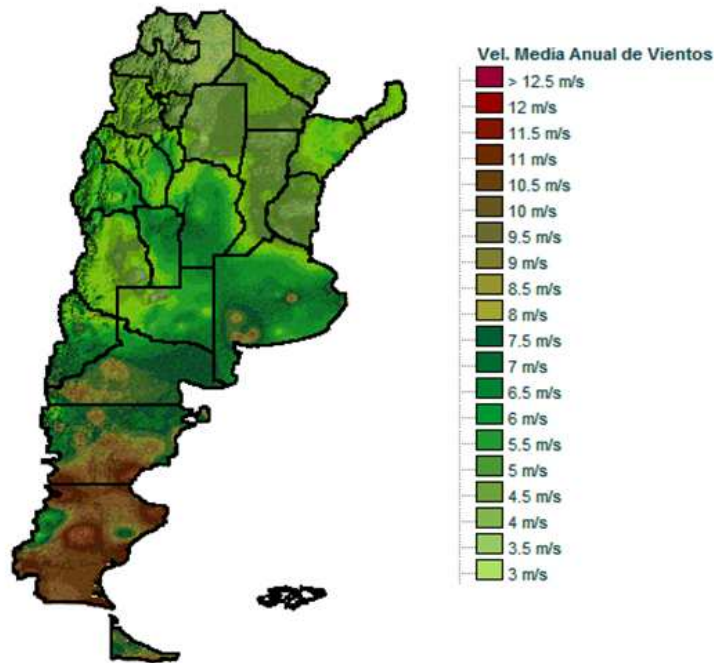 Vel. Media Anual de Vientos
> 12.5 m/s
12 m/s
11.5 m/s
11 m/s
10.5 m/s
10 m/s
9.5 m/s
9 m/s
8.5 m/s
8 m/s
7.5 m/s
7 m/s
6.5 m/s
6 m/s
5.5 m/s
5 m/s
4.5 m/s
4 m/s
3.5 m/s
3 m/s